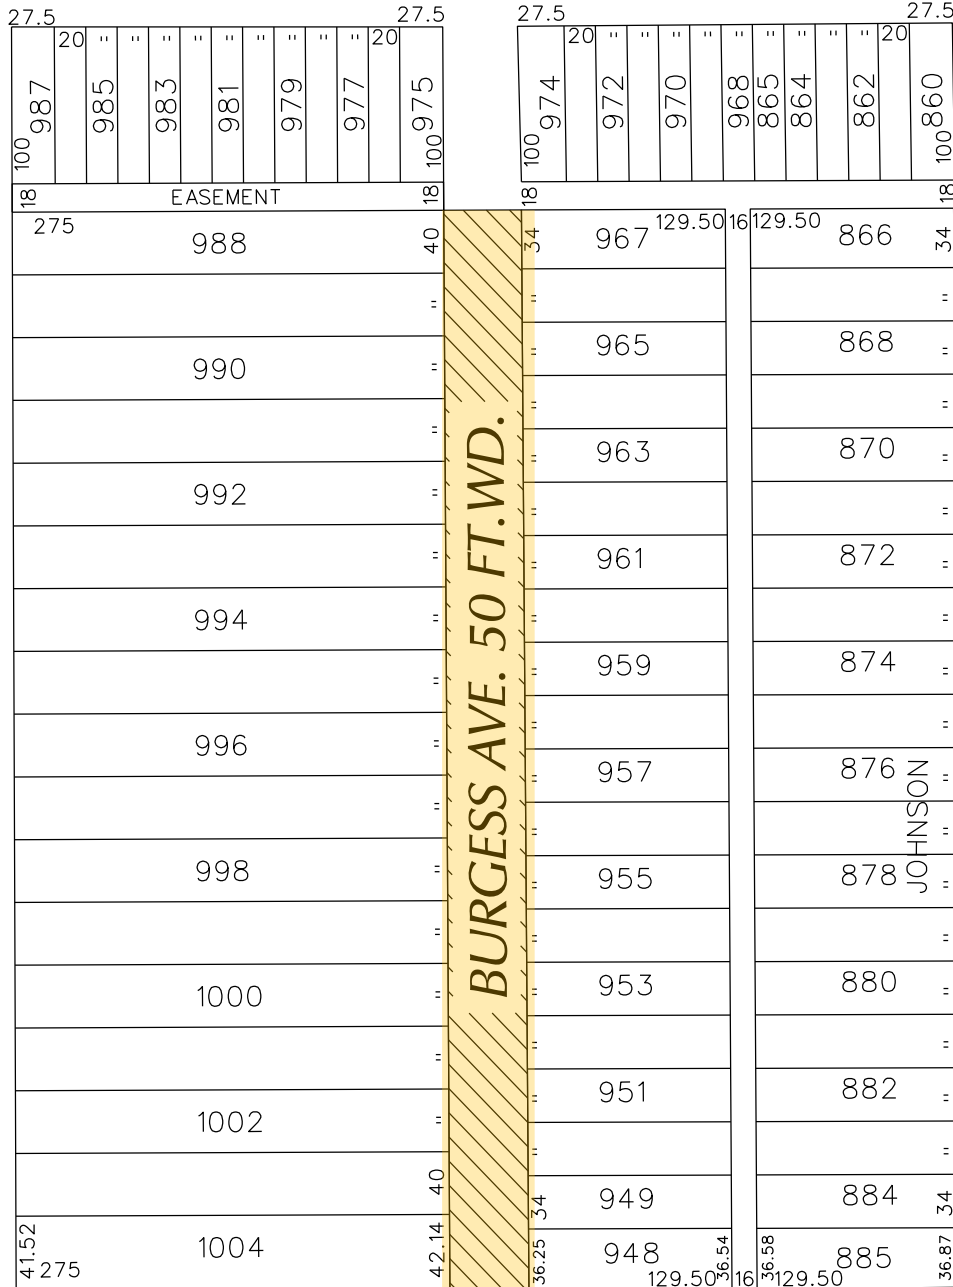 27.5 27.5 27.5 27.5
20 " " " " " " " " " 20 20 " " " " " " " " " 20
987 985 983 981 979 977 975 974 972 970 968 865 864 862 860
100 100 100 100
18 EASEMENT 18 18 18
275 988 40 34 967 129.50 16 129.50 866 34
" " "
990 " " 965 868 "
" " "
992 " " 963 870 "
" " "
994 " " 961 872 "
" " "
996 " " 959 874 "
" " "
998 " " 957 876 "
" " "
1000 " " 955 878 "
" " "
1002 " " 953 880 "
" "
" 951 882 "
" "
40 34 949 884 34
41.52 275 1004 42.14 36.25 948 129.50 36.54 16 36.58 129.50 885 36.87
BURGESS AVE. 50 FT.WD.
JOHNSON